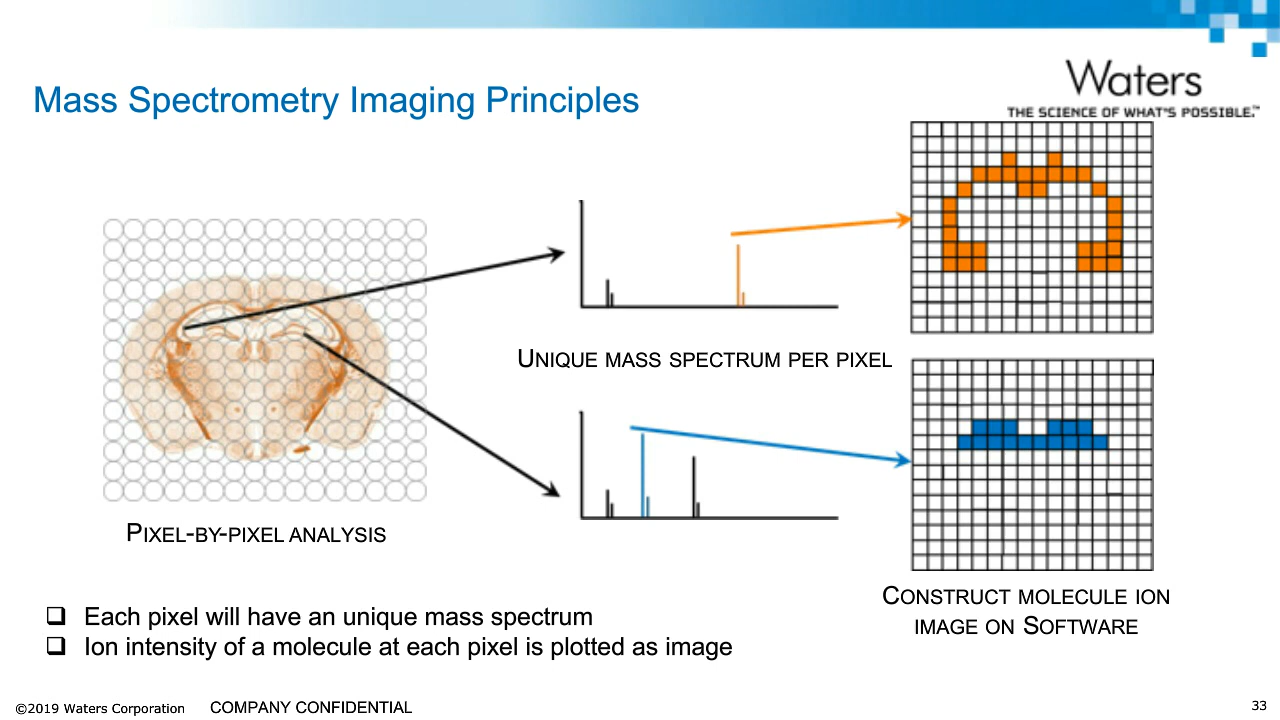 Mass Spectrometry Imaging Principles
Waters
THE SCIENCE OF WHAT'S POSSIBLE.™
UNIQUE MASS SPECTRUM PER PIXEL
PIXEL-BY-PIXEL ANALYSIS
CONSTRUCT MOLECULE ION
IMAGE ON SOFTWARE
❑ Each pixel will have an unique mass spectrum
❑ Ion intensity of a molecule at each pixel is plotted as image
©2019 Waters Corporation COMPANY CONFIDENTIAL
33